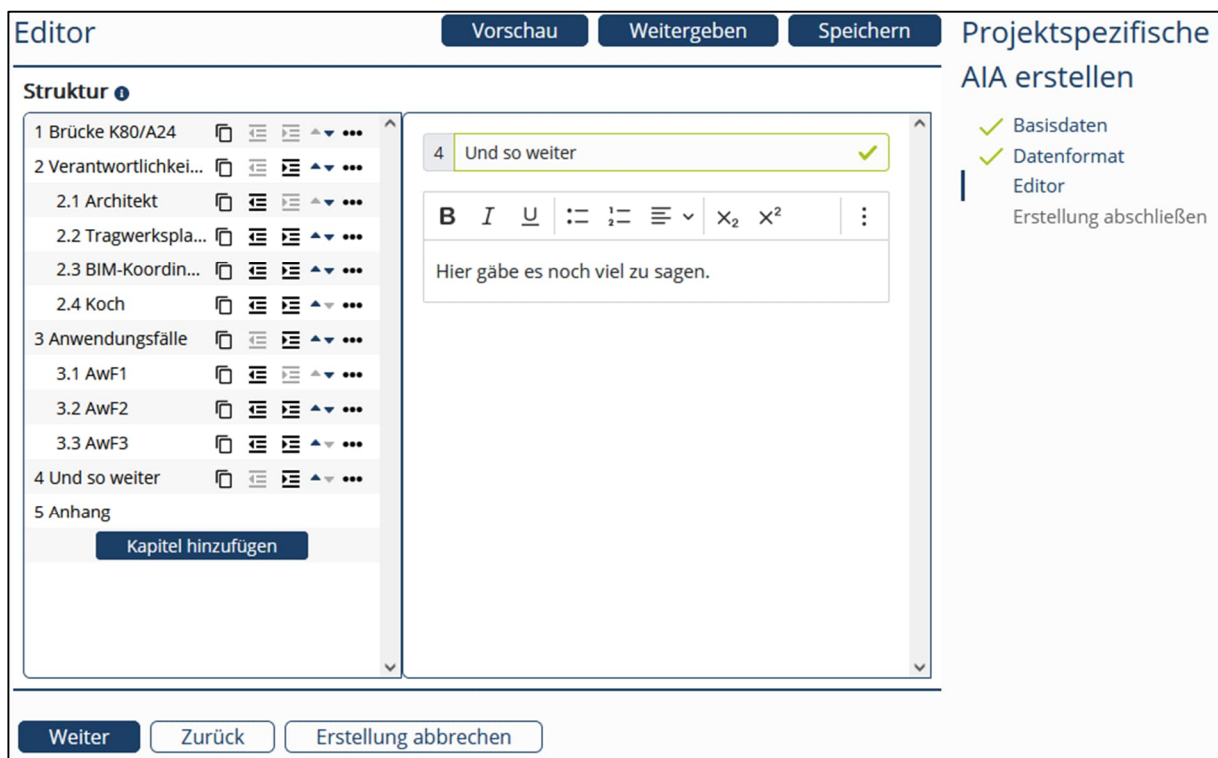 Editor
Vorschau
Weitergeben
Speichern
Struktur
1 Brücke K80/A24
2 Verantwortlichkei...
2.1 Architekt
2.2 Tragwerkspla...
2.3 BIM-Koordin...
2.4 Koch
3 Anwendungsfälle
3.1 AwF1
3.2 AwF2
3.3 AwF3
4 Und so weiter
5 Anhang
Kapitel hinzufügen
4 Und so weiter
B I U X₂ X²
Hier gäbe es noch viel zu sagen.
Projektspezifische
AIA erstellen
Basisdaten
Datenformat
Editor
Erstellung abschließen
Weiter
Zurück
Erstellung abbrechen